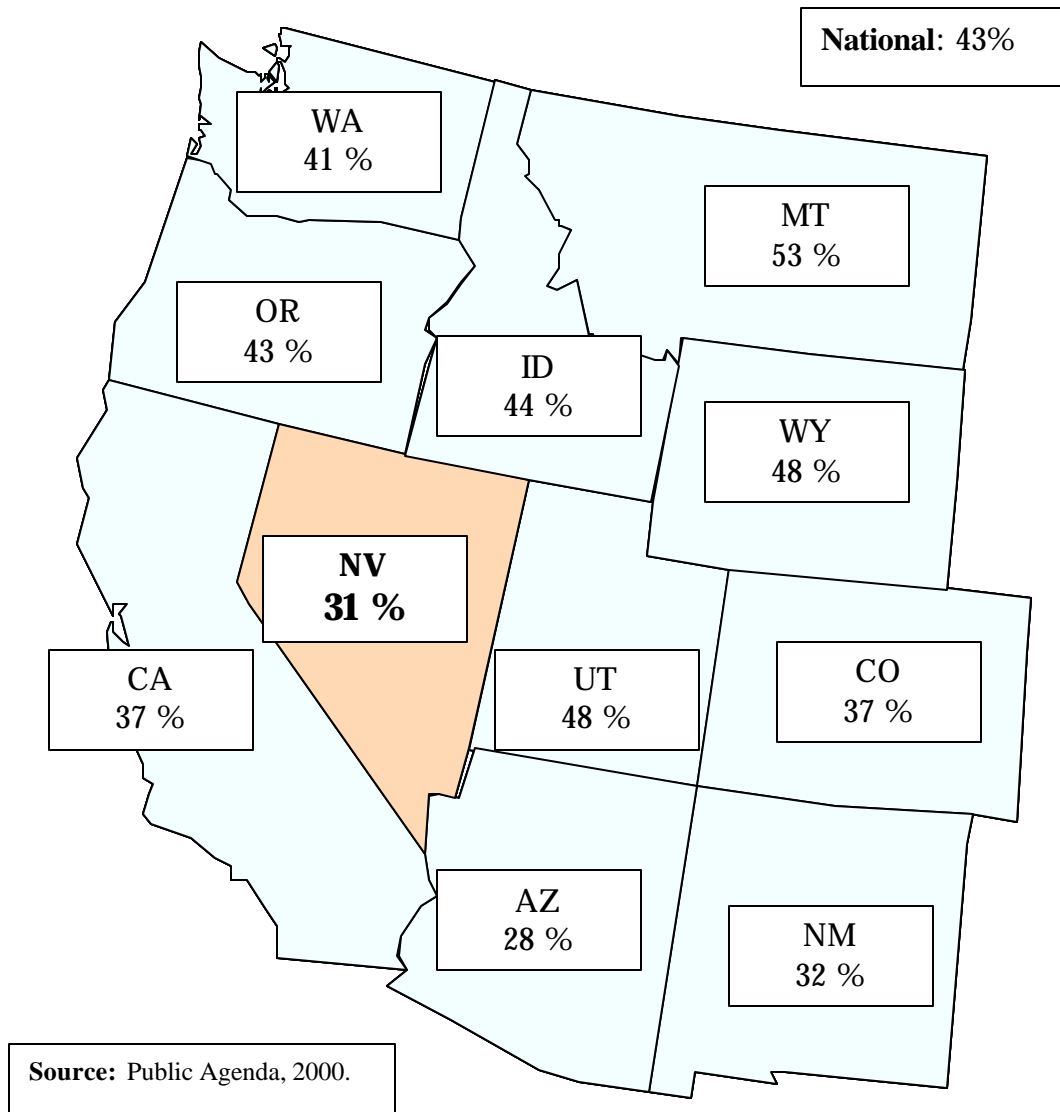 National: 43%
WA
41 %
MT
53 %
OR
43 %
ID
44 %
WY
48 %
NV
31 %
CA
37 %
UT
48 %
CO
37 %
AZ
28 %
NM
32 %
Source: Public Agenda, 2000.